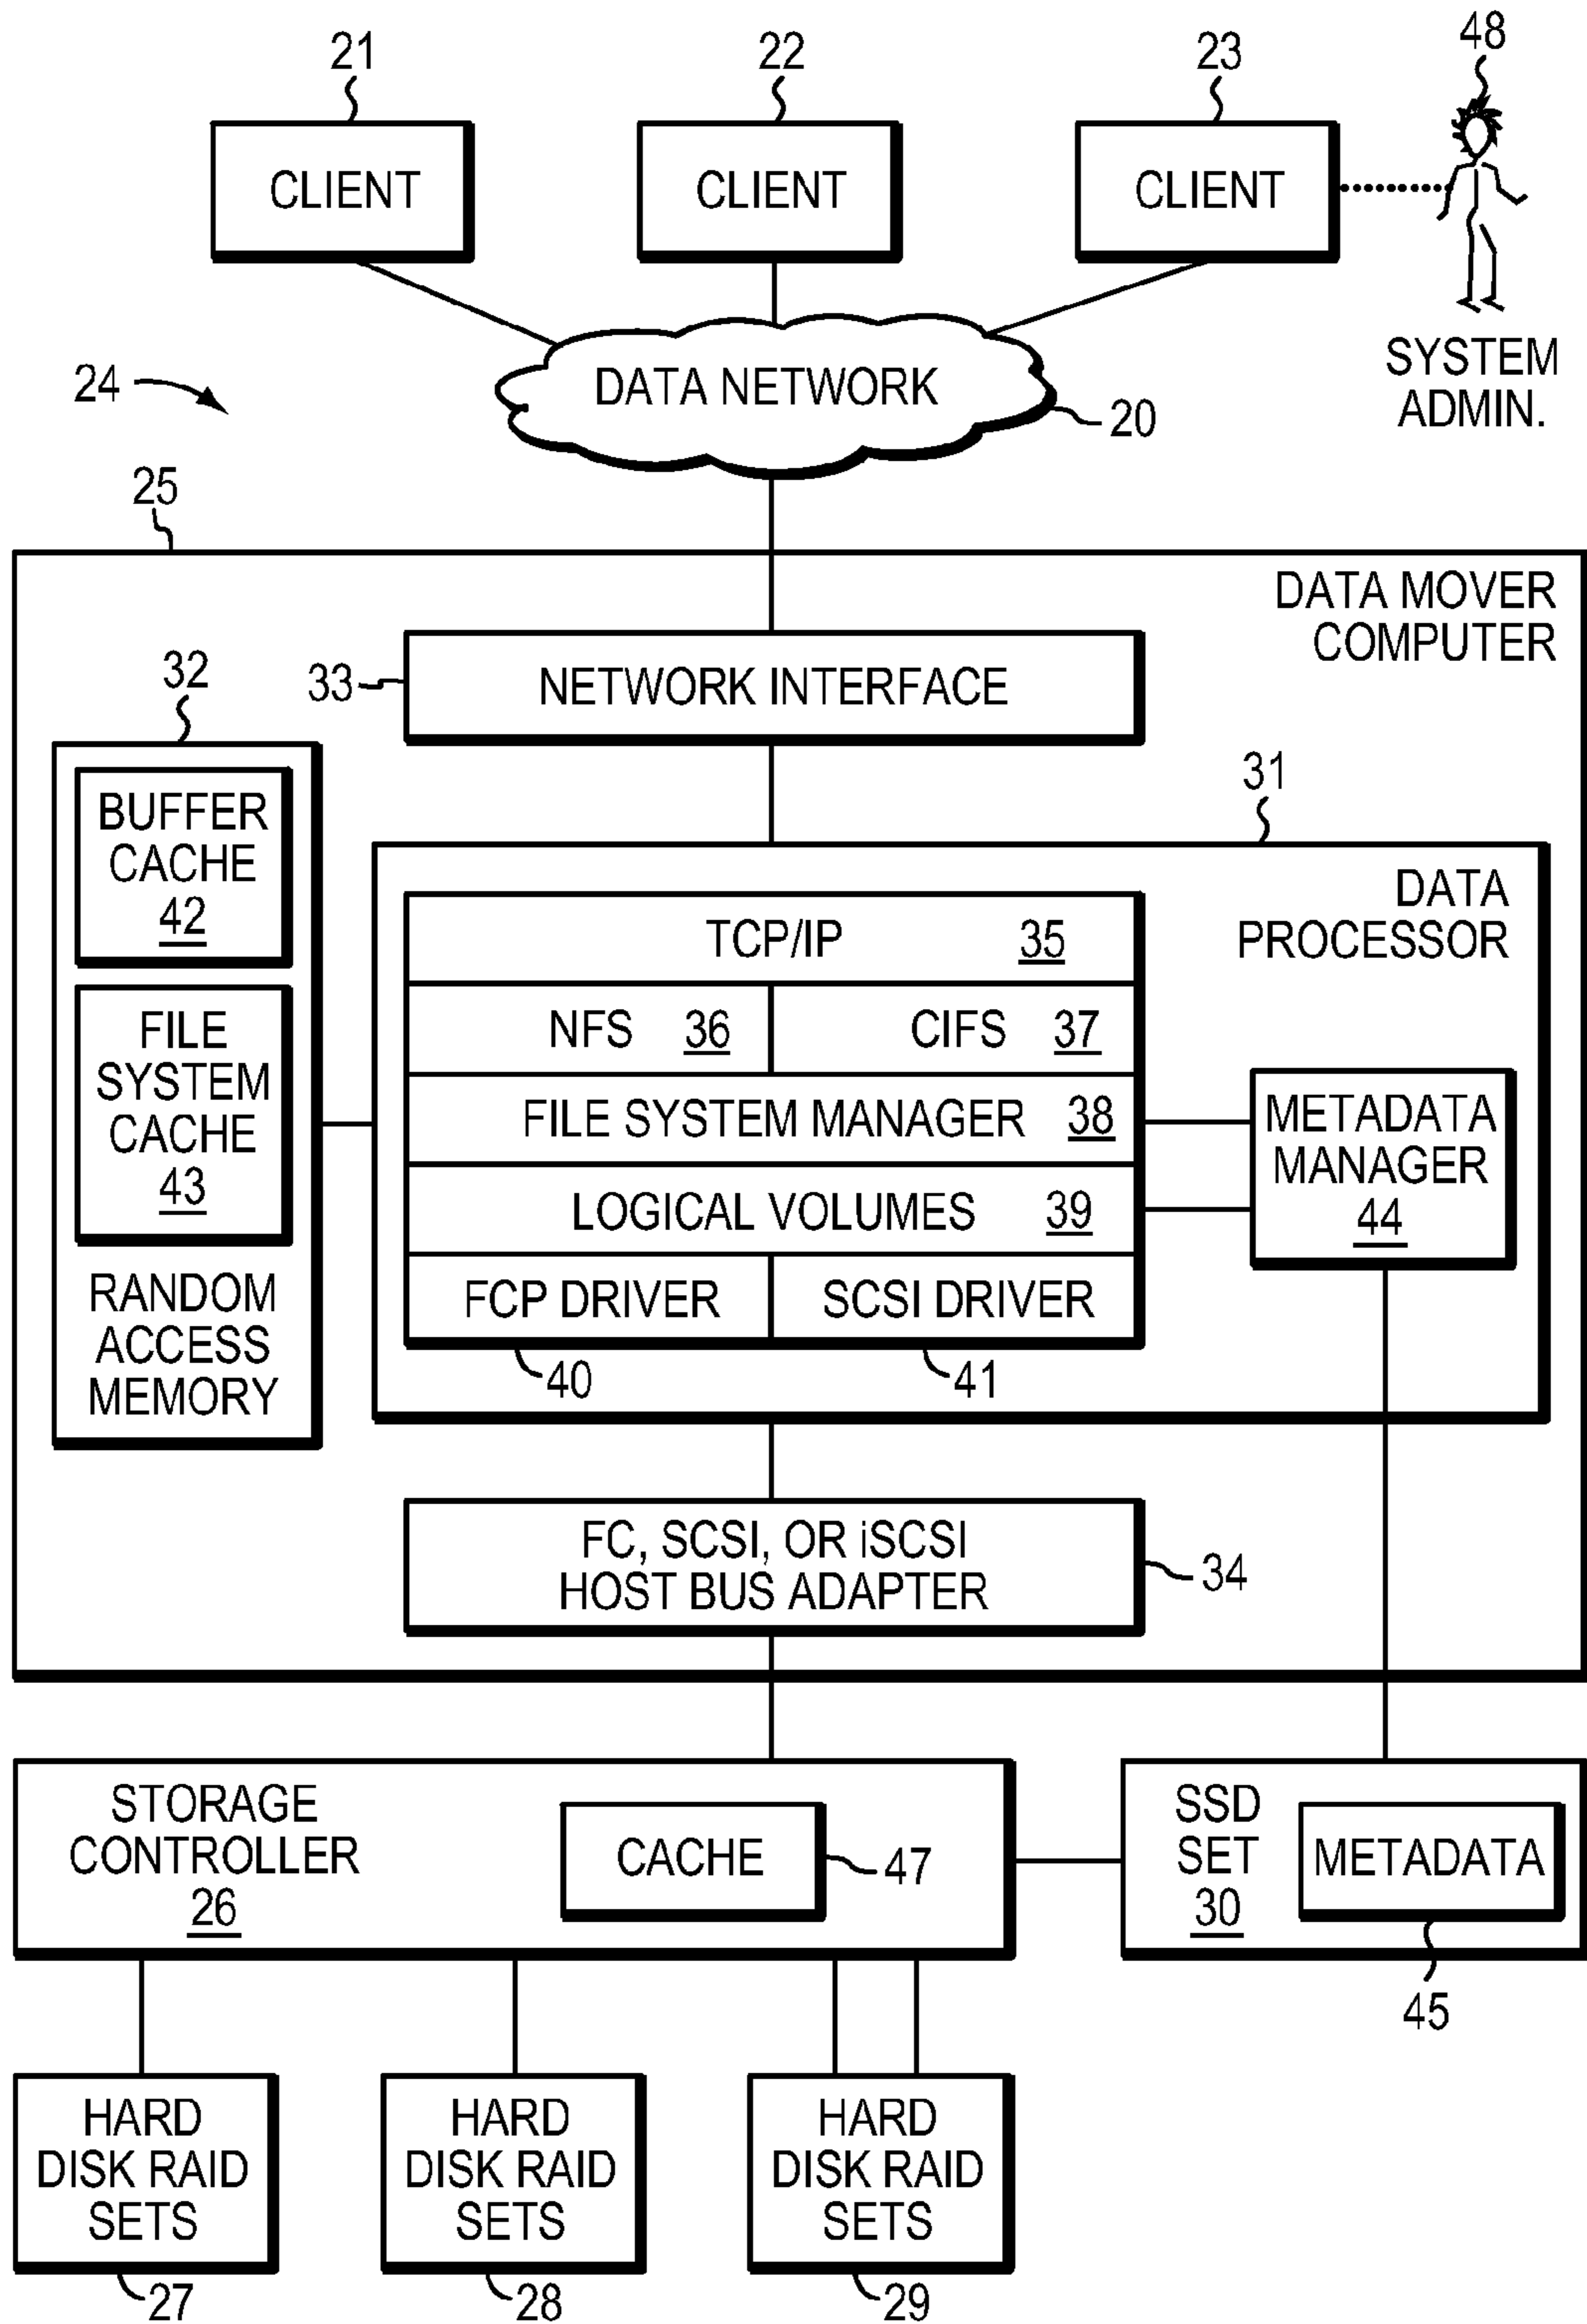 21
22
23
48
CLIENT
CLIENT
CLIENT
SYSTEM
ADMIN.
24
DATA NETWORK
20
25
DATA MOVER
COMPUTER
33
NETWORK INTERFACE
32
BUFFER
CACHE
42
FILE
SYSTEM
CACHE
43
RANDOM
ACCESS
MEMORY
31
DATA
PROCESSOR
TCP/IP 35
NFS 36
CIFS 37
FILE SYSTEM MANAGER 38
LOGICAL VOLUMES 39
FCP DRIVER
SCSI DRIVER
40
41
METADATA
MANAGER
44
FC, SCSI, OR iSCSI
HOST BUS ADAPTER
34
STORAGE
CONTROLLER
26
CACHE
47
SSD
SET
30
METADATA
45
HARD
DISK RAID
SETS
27
HARD
DISK RAID
SETS
28
HARD
DISK RAID
SETS
29